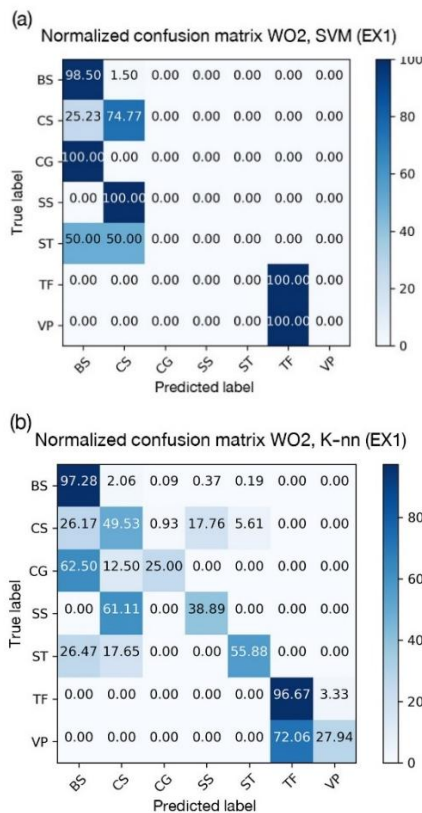 (a)
Normalized confusion matrix WO2, SVM (EX1)
True label
BS 98.50 1.50 0.00 0.00 0.00 0.00 0.00
CS 25.23 74.77 0.00 0.00 0.00 0.00 0.00
CG 100.00 0.00 0.00 0.00 0.00 0.00 0.00
SS 0.00 100.00 0.00 0.00 0.00 0.00 0.00
ST 50.00 50.00 0.00 0.00 0.00 0.00 0.00
TF 0.00 0.00 0.00 0.00 0.00 100.00 0.00
VP 0.00 0.00 0.00 0.00 0.00 100.00 0.00
BS CS CG SS ST TF VP
Predicted label
100
80
60
40
20
0
(b)
Normalized confusion matrix WO2, K-nn (EX1)
True label
BS 97.28 2.06 0.09 0.37 0.19 0.00 0.00
CS 26.17 49.53 0.93 17.76 5.61 0.00 0.00
CG 62.50 12.50 25.00 0.00 0.00 0.00 0.00
SS 0.00 61.11 0.00 38.89 0.00 0.00 0.00
ST 26.47 17.65 0.00 0.00 55.88 0.00 0.00
TF 0.00 0.00 0.00 0.00 0.00 96.67 3.33
VP 0.00 0.00 0.00 0.00 0.00 72.06 27.94
BS CS CG SS ST TF VP
Predicted label
80
60
40
20
0